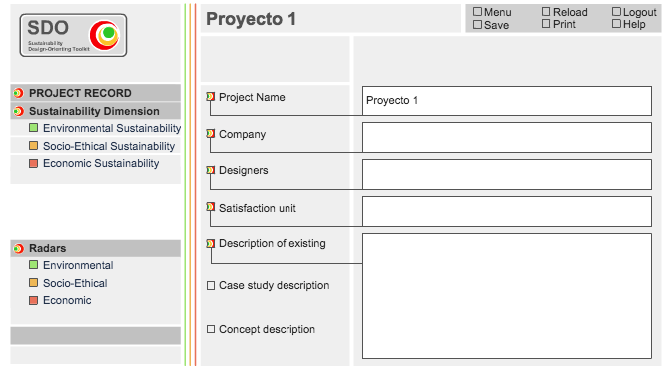 SDO
Sustainability
Design-Orienting Toolkit
Proyecto 1
Menu
Reload
Logout
Save
Print
Help
PROJECT RECORD
Sustainability Dimension
Environmental Sustainability
Socio-Ethical Sustainability
Economic Sustainability
Radars
Environmental
Socio-Ethical
Economic
Project Name
Proyecto 1
Company
Designers
Satisfaction unit
Description of existing
Case study description
Concept description